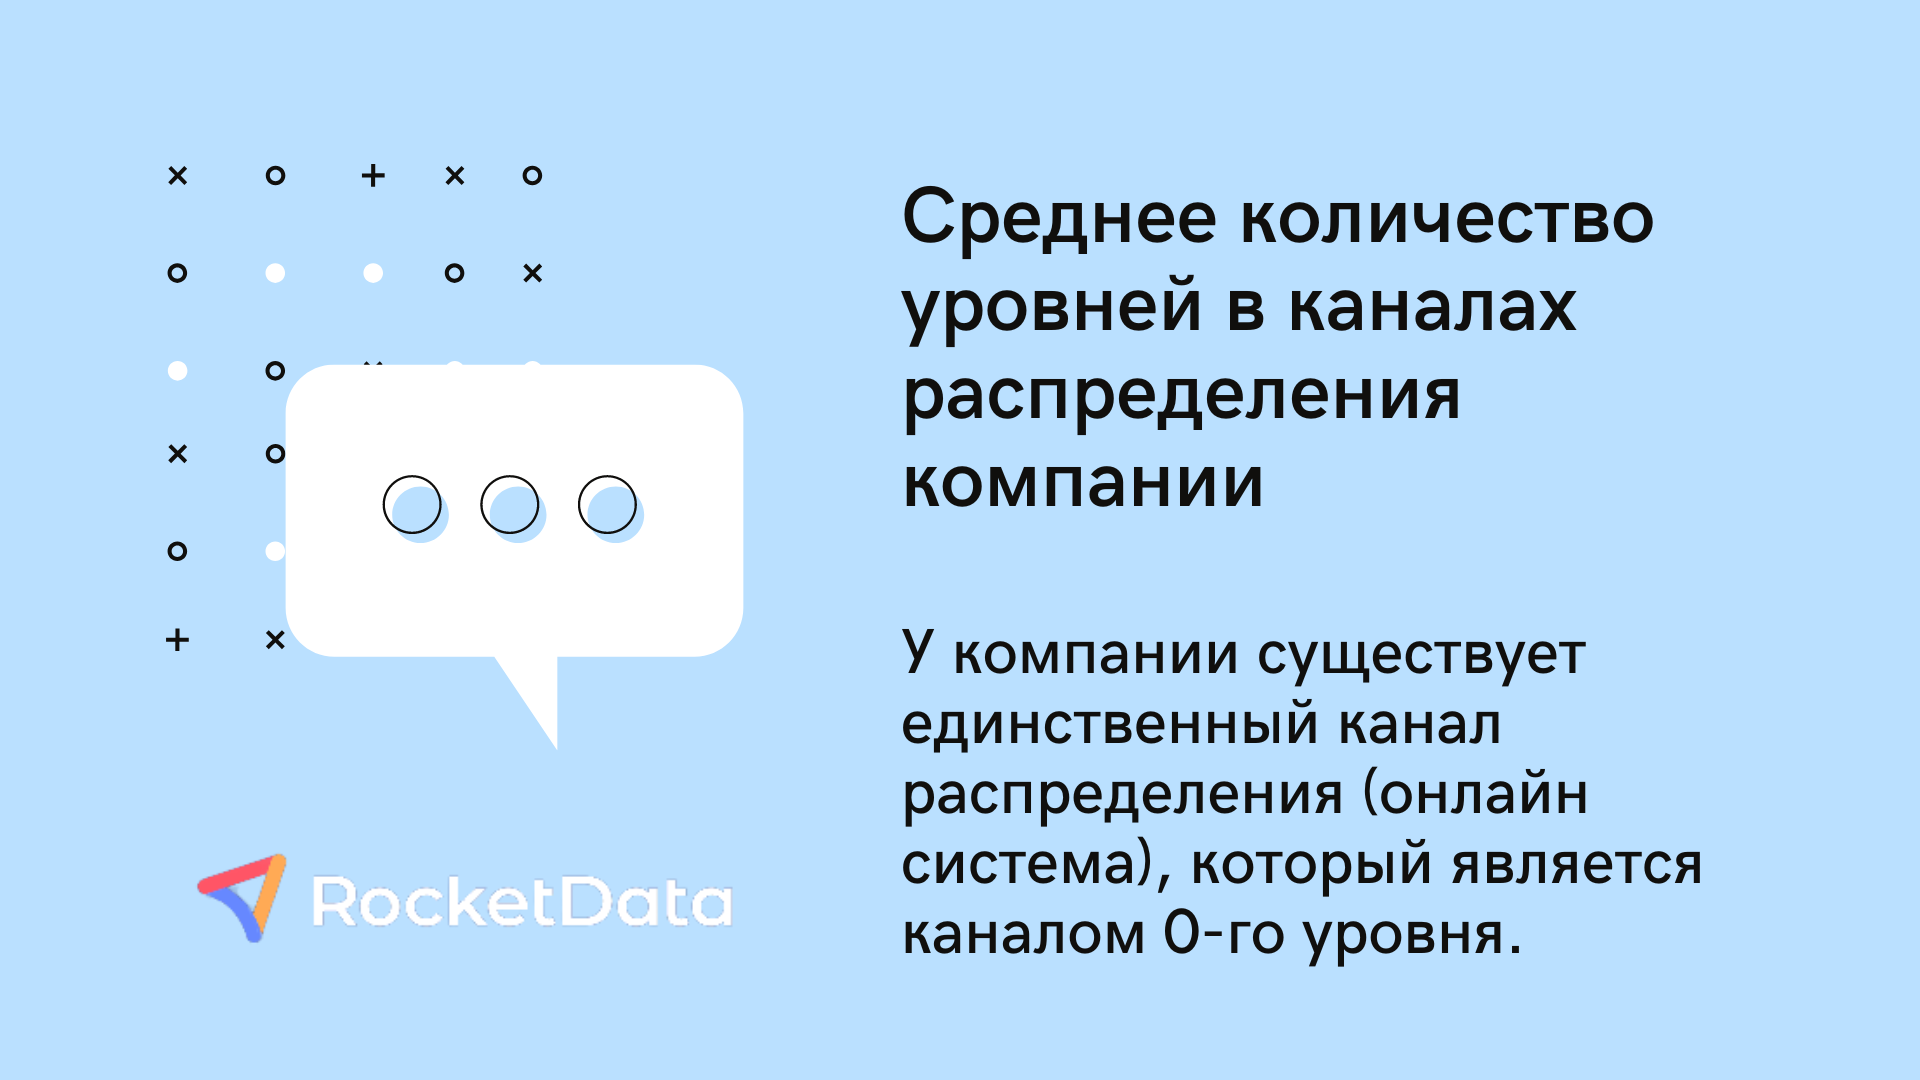 Среднее количество
уровней в каналах
распределения
компании
У компании существует
единственный канал
распределения (онлайн
система), который является
каналом 0-го уровня.
RocketData